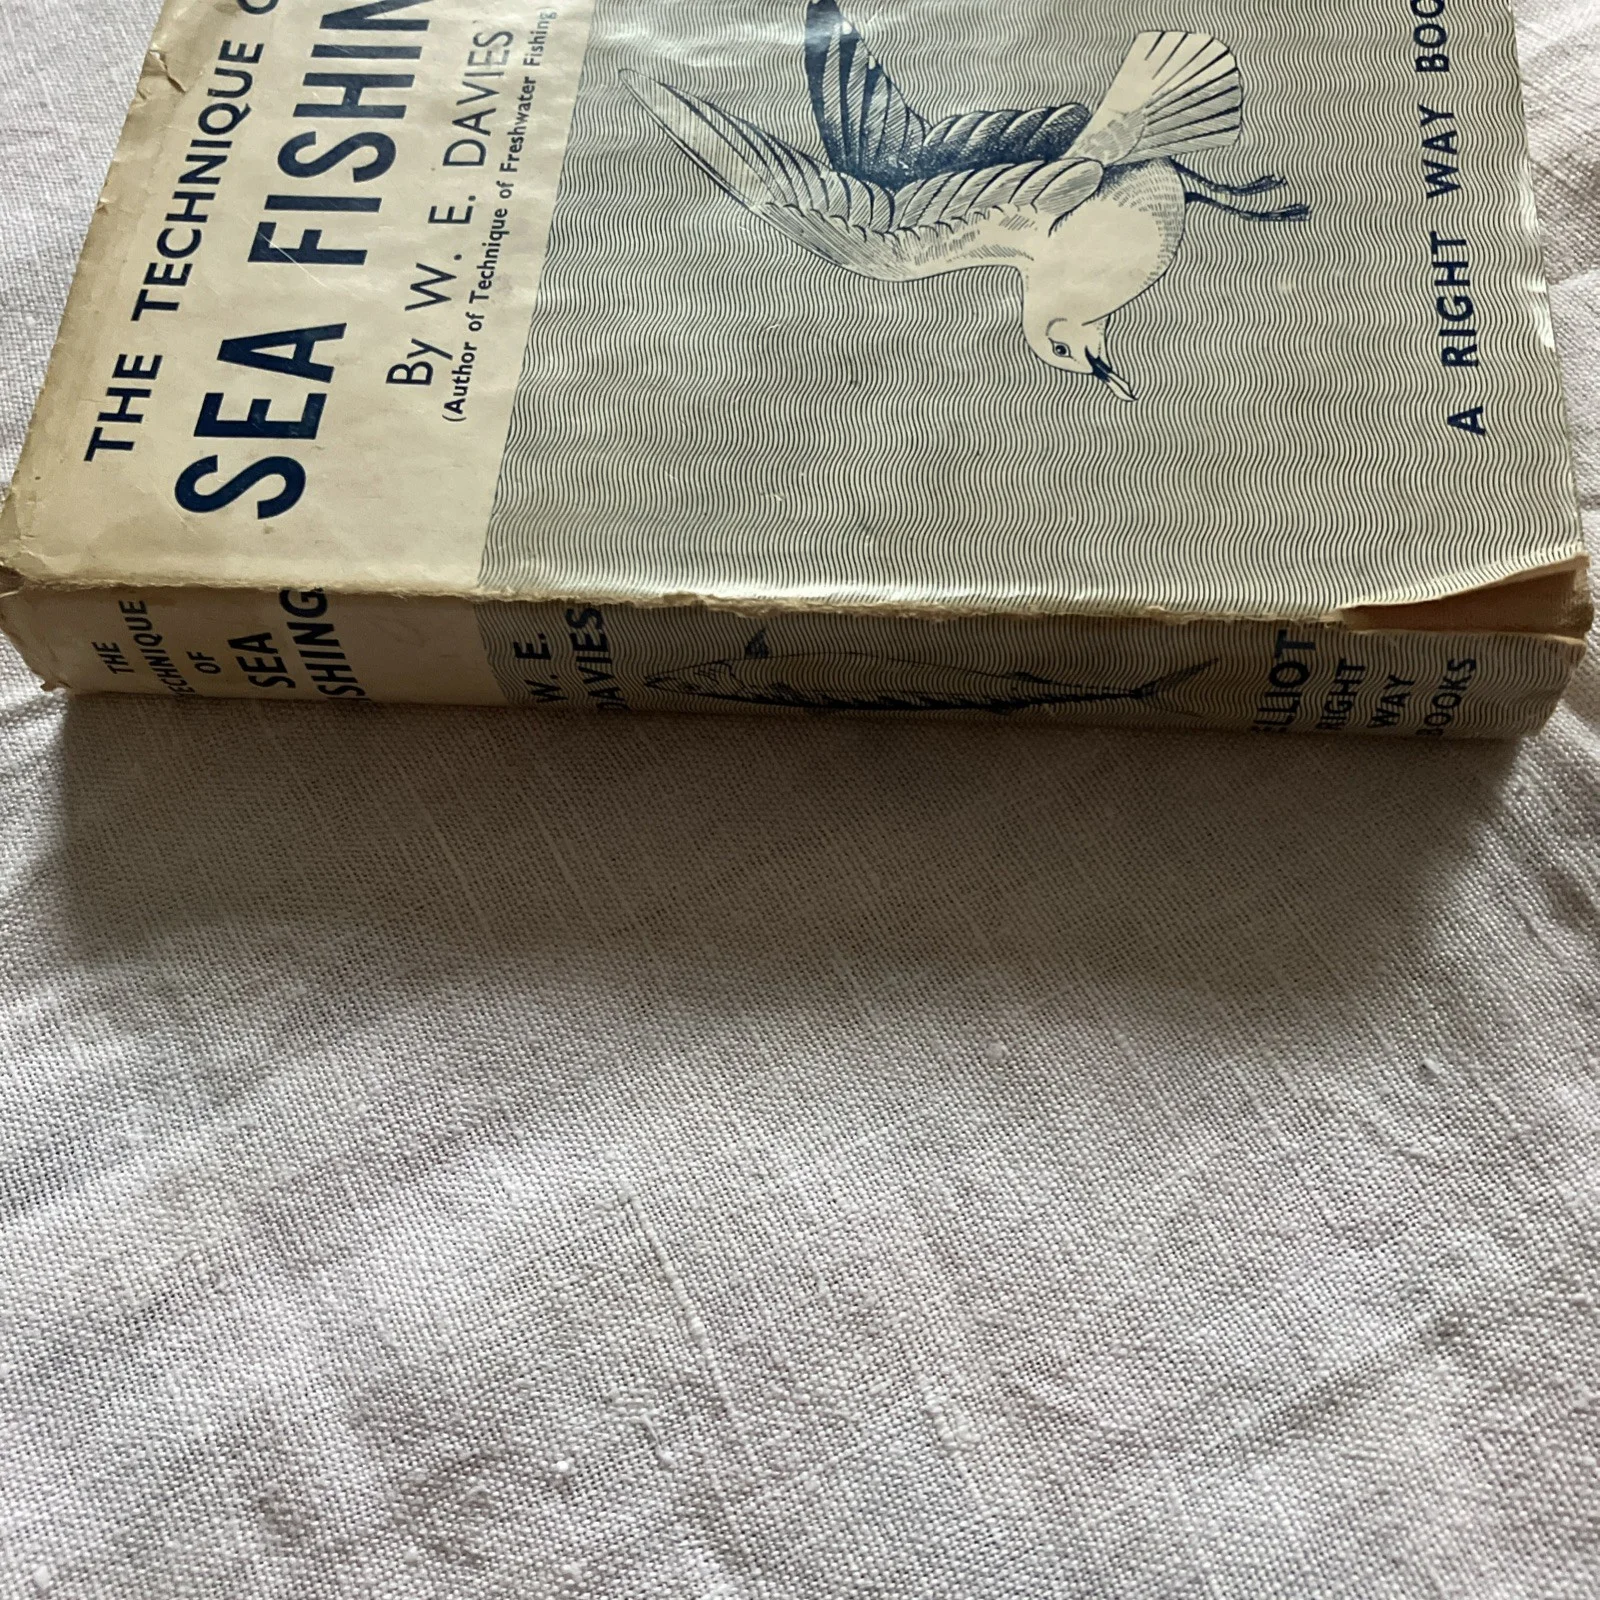 THE TECHNIQUE O
SEA FISHIN
By W. E. DAVIES
(Author of Technique of Freshwater Fishing)
A RIGHT WAY BOO
THE
TECHNIQUE
OF
SEA
SHING
W. E.
DAVIES
ELLIOT
RIGHT
WAY
BOOKS